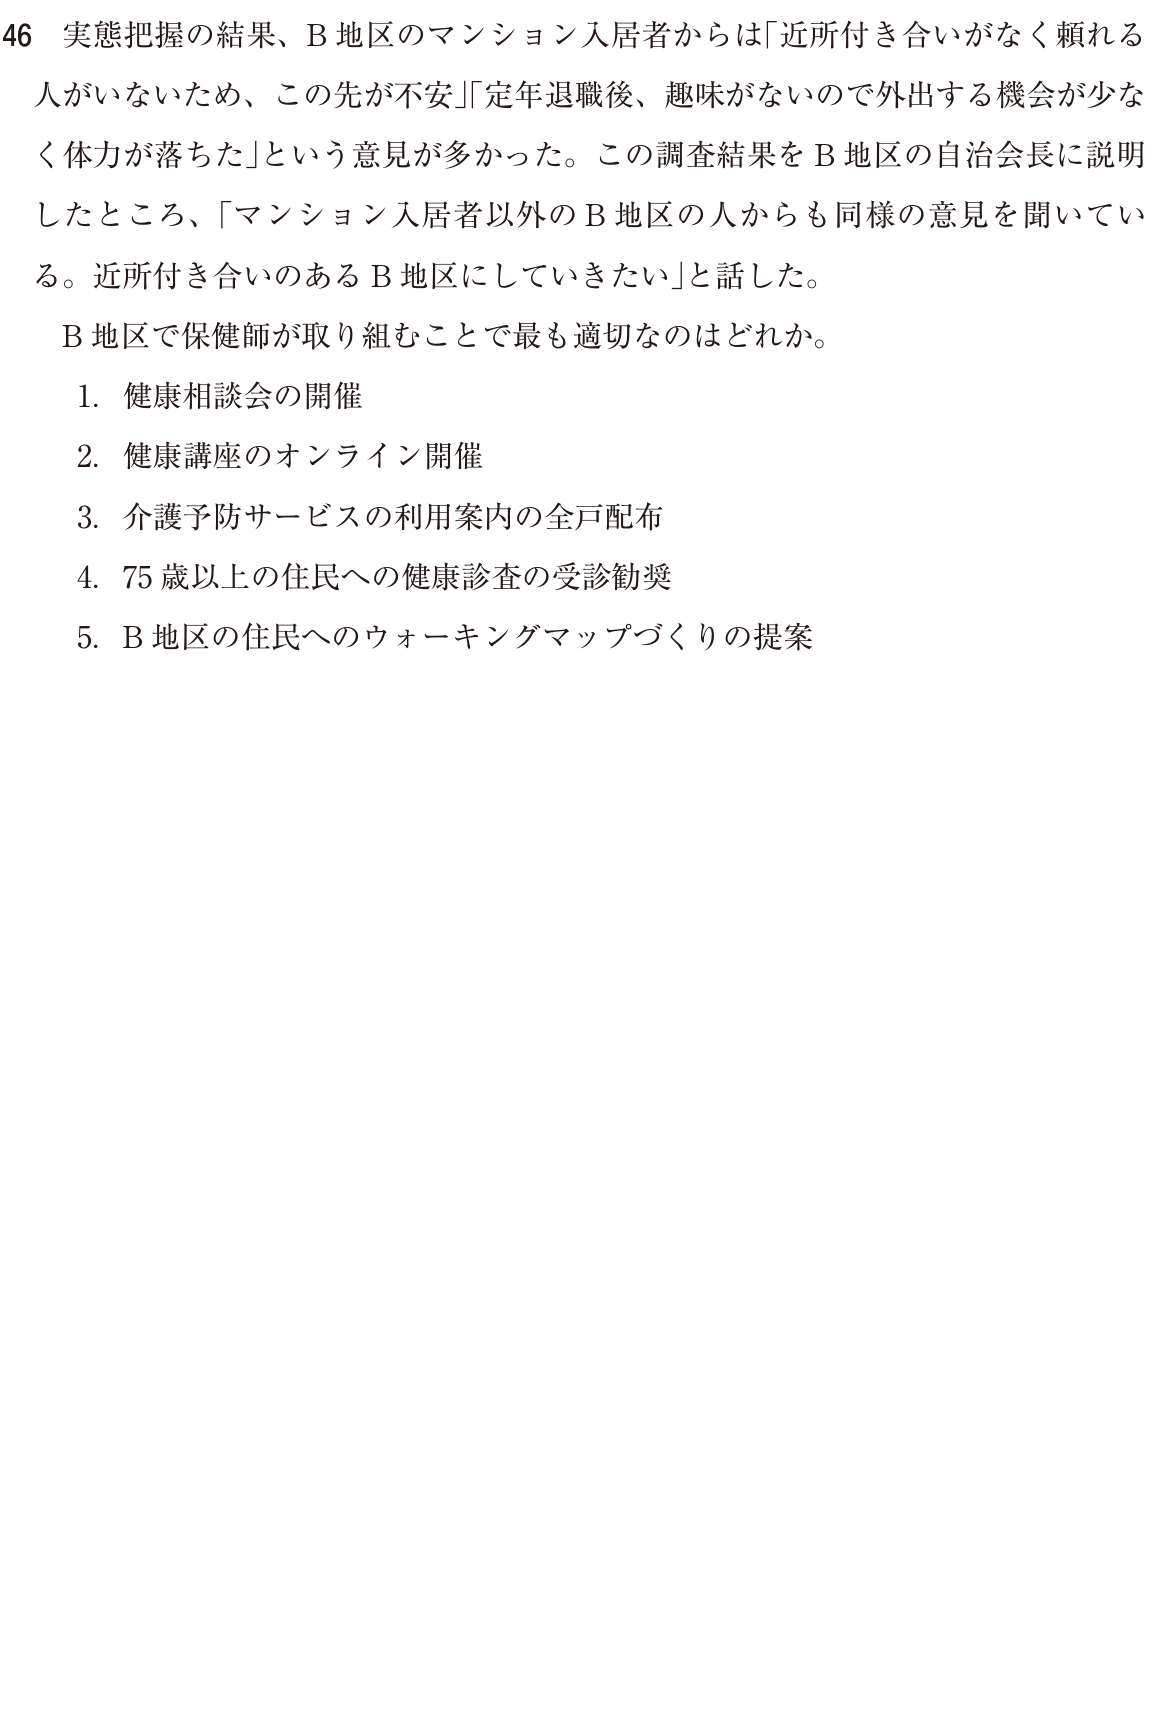 46 実態把握の結果、B 地区のマンション入居者からは｢近所付き合いがなく頼れる
人がいないため、この先が不安｣｢定年退職後、趣味がないので外出する機会が少な
く体力が落ちた｣という意見が多かった。この調査結果を B 地区の自治会長に説明
したところ、｢マンション入居者以外の B 地区の人からも同様の意見を聞いてい
る。近所付き合いのある B 地区にしていきたい｣と話した。
B 地区で保健師が取り組むことで最も適切なのはどれか。
1. 健康相談会の開催
2. 健康講座のオンライン開催
3. 介護予防サービスの利用案内の全戸配布
4. 75 歳以上の住民への健康診査の受診勧奨
5. B 地区の住民へのウォーキングマップづくりの提案